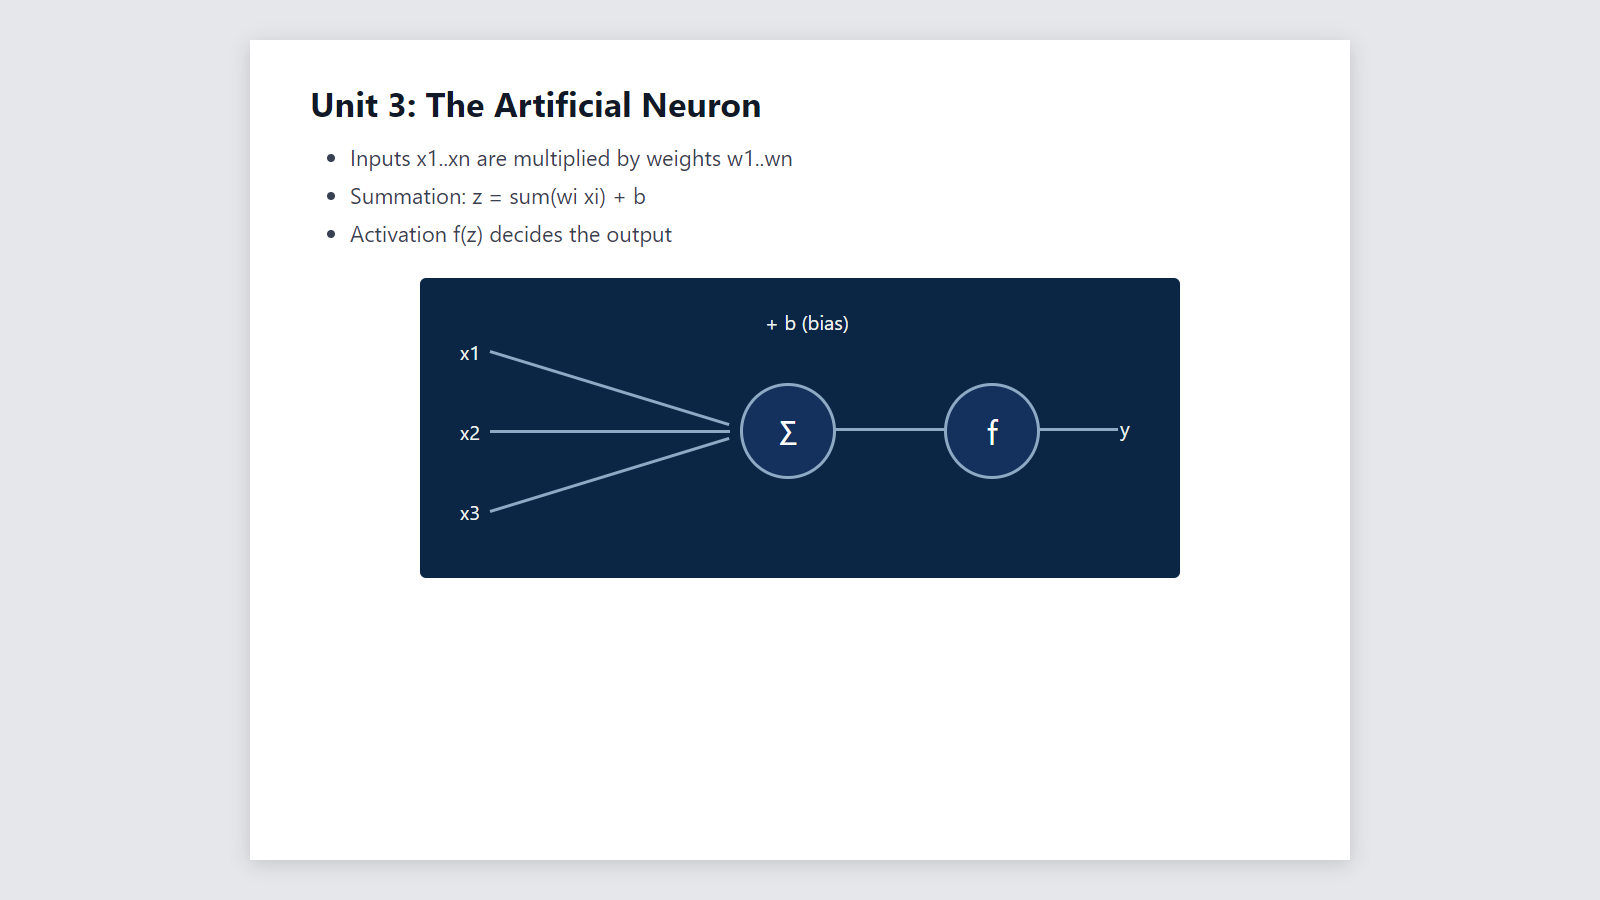 Unit 3: The Artificial Neuron
Inputs x1..xn are multiplied by weights w1..wn
Summation: z = sum(wi xi) + b
Activation f(z) decides the output
+ b (bias)
x1
x2
Σ
f
y
x3